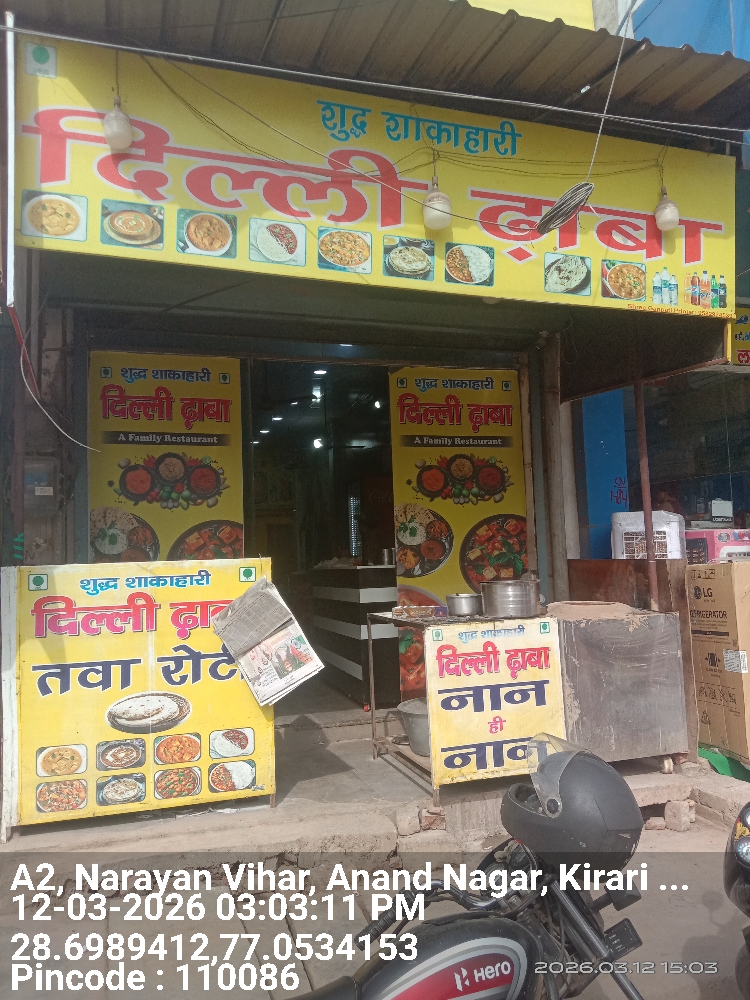 शुद्ध शाकाहारी
दिल्ली ढ़ाबा
शुद्ध शाकाहारी
दिल्ली ढ़ाबा
A Family Restaurant
शुद्ध शाकाहारी
दिल्ली ढ़ाबा
A Family Restaurant
शुद्ध शाकाहारी
दिल्ली
तवा रोटी
शुद्ध शाकाहारी
दिल्ली ढ़ाबा
नान
ही
नान
LG
REFRIGERATOR
Hero
A2, Narayan Vihar, Anand Nagar, Kirari ...
12-03-2026 03:03:11 PM
28.6989412,77.0534153
Pincode : 110086
2026.03.12 15:03